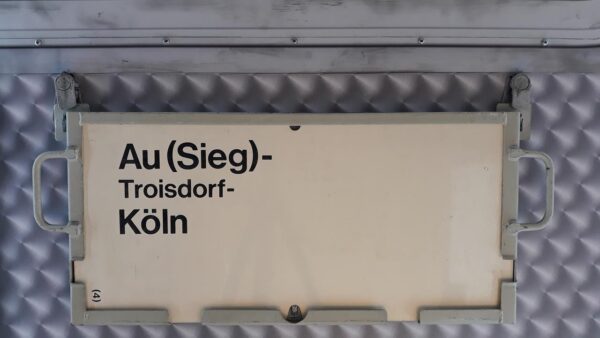 Au (Sieg)-
Troisdorf-
Köln
(4)